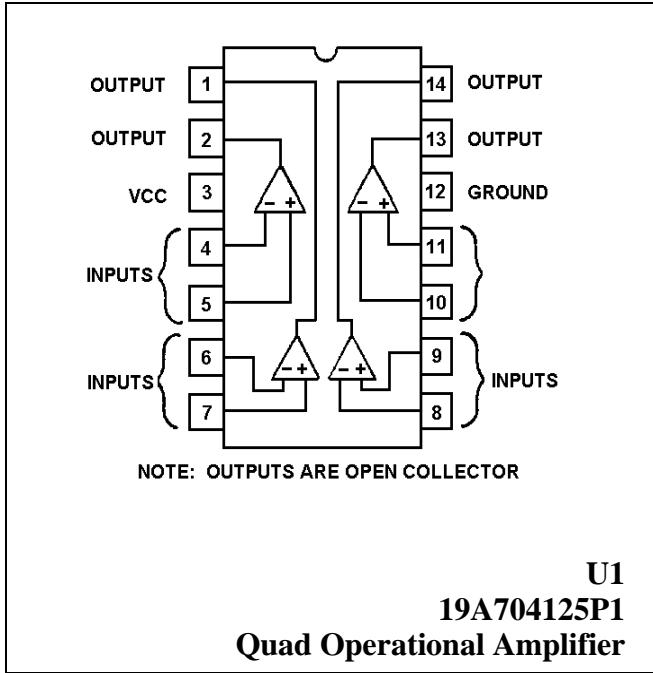 OUTPUT 1 14 OUTPUT
OUTPUT 2 13 OUTPUT
VCC 3 12 GROUND
- + - +
4 11
INPUTS
5 10
6 9
INPUTS - + - + INPUTS
7 8
NOTE: OUTPUTS ARE OPEN COLLECTOR
U1
19A704125P1
Quad Operational Amplifier